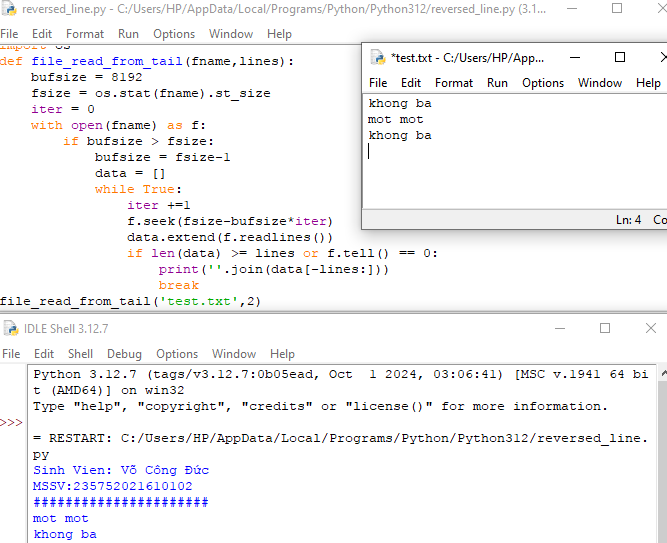 reversed_line.py - C:/Users/HP/AppData/Local/Programs/Python/Python312/reversed_line.py (3.1...
File Edit Format Run Options Window Help
import os
def file_read_from_tail(fname,lines):
    bufsize = 8192
    fsize = os.stat(fname).st_size
    iter = 0
    with open(fname) as f:
        if bufsize > fsize:
            bufsize = fsize-1
            data = []
            while True:
                iter +=1
                f.seek(fsize-bufsize*iter)
                data.extend(f.readlines())
                if len(data) >= lines or f.tell() == 0:
                    print(''.join(data[-lines:]))
                    break
file_read_from_tail('test.txt',2)
*test.txt - C:/Users/HP/App...
File Edit Format Run Options Window Help
khong ba
mot mot
khong ba
Ln: 4 Co
IDLE Shell 3.12.7
File Edit Shell Debug Options Window Help
Python 3.12.7 (tags/v3.12.7:0b05ead, Oct  1 2024, 03:06:41) [MSC v.1941 64 bi
t (AMD64)] on win32
Type "help", "copyright", "credits" or "license()" for more information.
>>>
= RESTART: C:/Users/HP/AppData/Local/Programs/Python/Python312/reversed_line.
py
Sinh Vien: Võ Công Đức
MSSV:235752021610102
######################
mot mot
khong ba